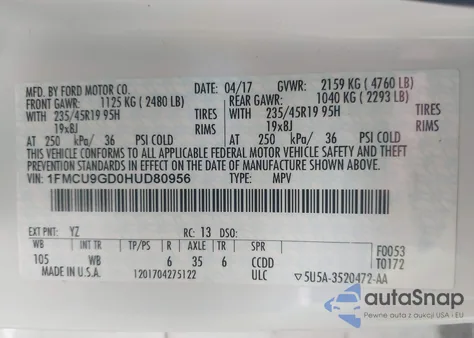 MFD. BY FORD MOTOR CO.
DATE: 04/17 GVWR: 2159 KG ( 4760 LB)
FRONT GAWR: 1125 KG ( 2480 LB) REAR GAWR: 1040 KG ( 2293 LB)
WITH 235/45R19 95H TIRES WITH 235/45R19 95H TIRES
19x8J RIMS 19x8J RIMS
AT 250 kPa/ 36 PSI COLD AT 250 kPa/ 36 PSI COLD
THIS VEHICLE CONFORMS TO ALL APPLICABLE FEDERAL MOTOR VEHICLE SAFETY AND THEFT
PREVENTION STANDARDS IN EFFECT ON THE DATE OF MANUFACTURE SHOWN ABOVE.
VIN: 1FMCU9GD0HUD80956 TYPE: MPV
EXT PNT: YZ RC: 13 DSO:
F0053
T0172
WB INT TR TP/PS R AXLE TR SPR
105 WB 6 35 6 CCDD
MADE IN U.S.A. 1201704275122 ULC 5U5A-3520472-AA
autoSnap
Pewne auto z aukcji w USA i EU